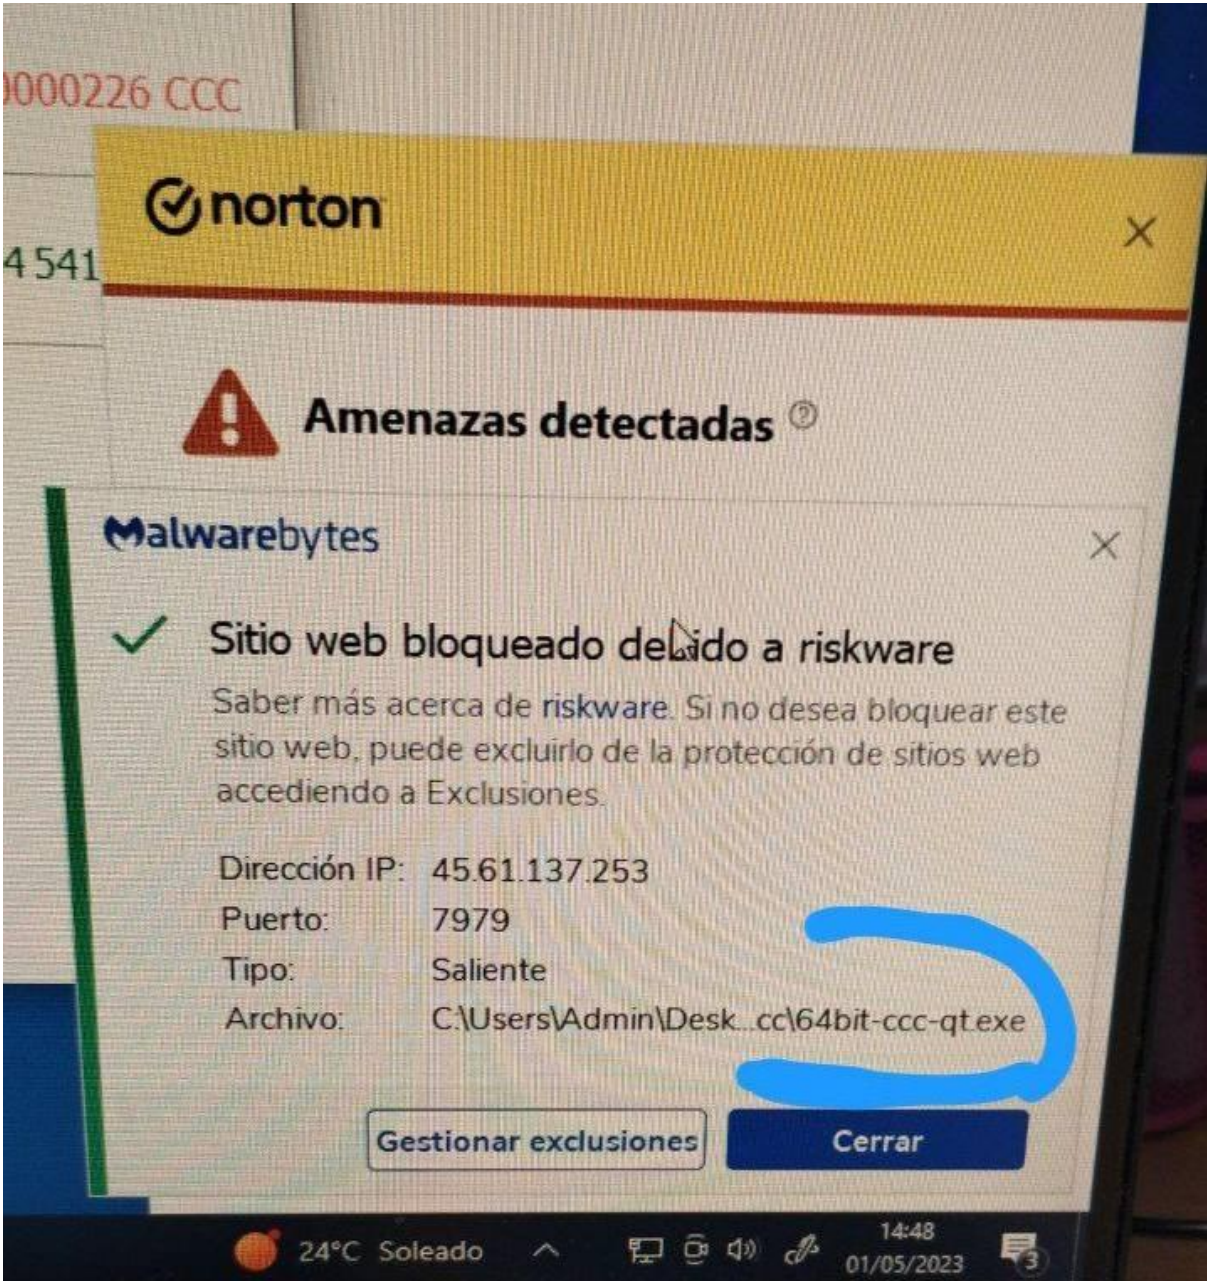 0000226 CCC
norton
4 541
Amenazas detectadas
Malwarebytes
Sitio web bloqueado debido a riskware
Saber más acerca de riskware. Si no desea bloquear este
sitio web, puede excluirlo de la protección de sitios web
accediendo a Exclusiones.
Dirección IP: 45.61.137.253
Puerto: 7979
Tipo: Saliente
Archivo: C:\Users\Admin\Desk...cc\64bit-ccc-qt.exe
Gestionar exclusiones Cerrar
24°C Soleado 14:48
01/05/2023 3